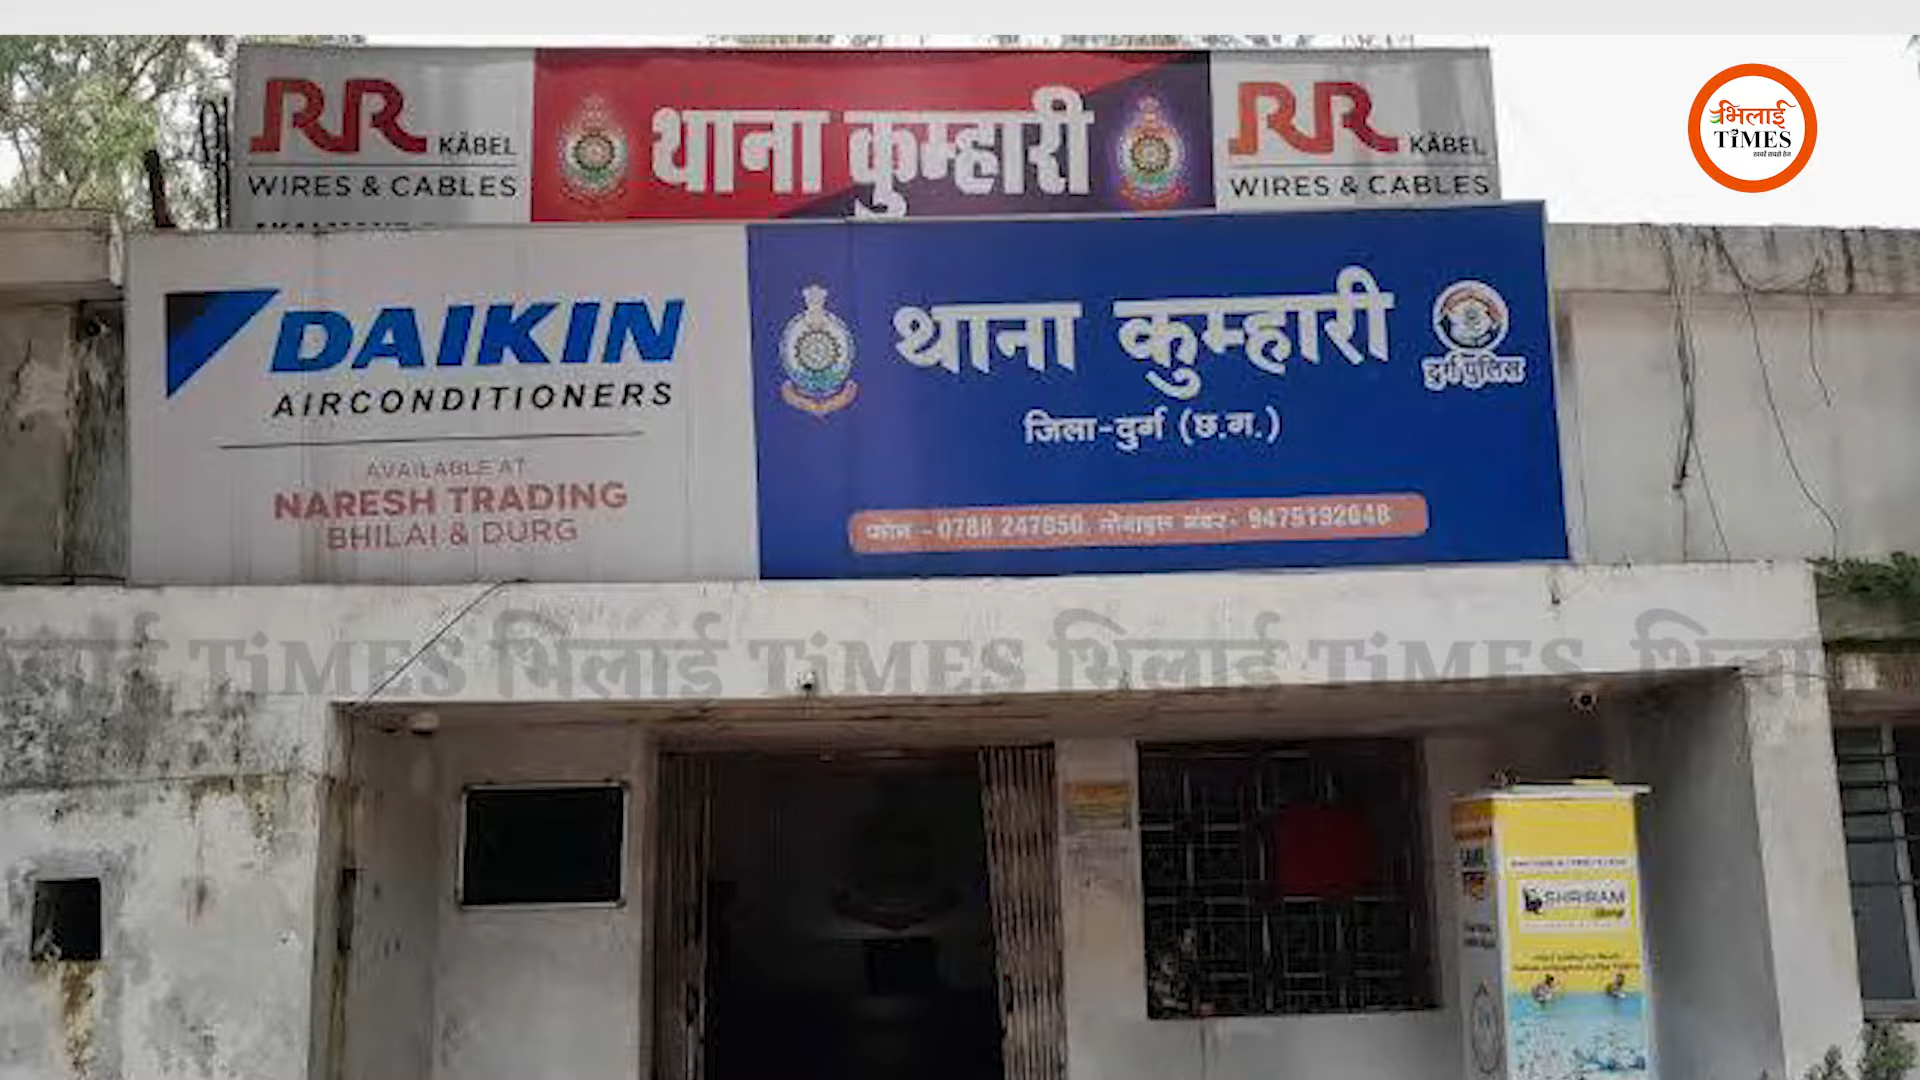 RR KÄBEL
WIRES & CABLES
थाना कुम्हारी
RR KÄBEL
WIRES & CABLES
भिलाई
TiMES
DAIKIN
AIRCONDITIONERS
AVAILABLE AT
NARESH TRADING
BHILAI & DURG
थाना कुम्हारी
जिला-दुर्ग (छ.ग.)
दुर्ग पुलिस
फोन - 0788 247850, मोबाइल नंबर- 9479192048
TiMES भिलाई TiMES भिलाई TiMES
SHRIRAM